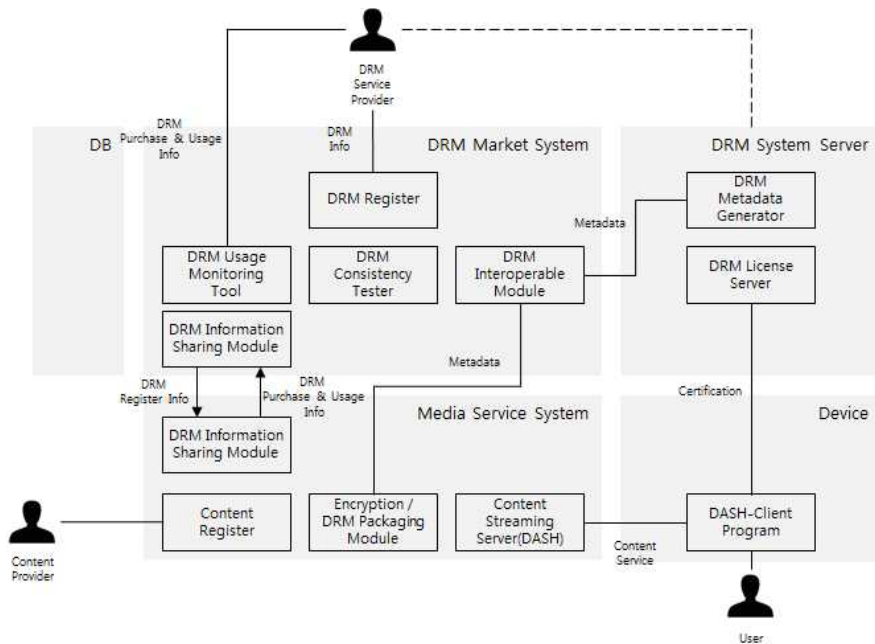 DRM
Service
Provider
DRM
Purchase & Usage
Info
DRM
Info
DB
DRM Market System
DRM System Server
DRM Register
DRM
Metadata
Generator
Metadata
DRM Usage
Monitoring
Tool
DRM
Consistency
Tester
DRM
Interoperable
Module
DRM License
Server
DRM Information
Sharing Module
Metadata
DRM
Register Info
DRM
Purchase & Usage
Info
Certification
Media Service System
Device
DRM Information
Sharing Module
Content
Register
Encryption /
DRM Packaging
Module
Content
Streaming
Server(DASH)
DASH-Client
Program
Content
Service
Content
Provider
User